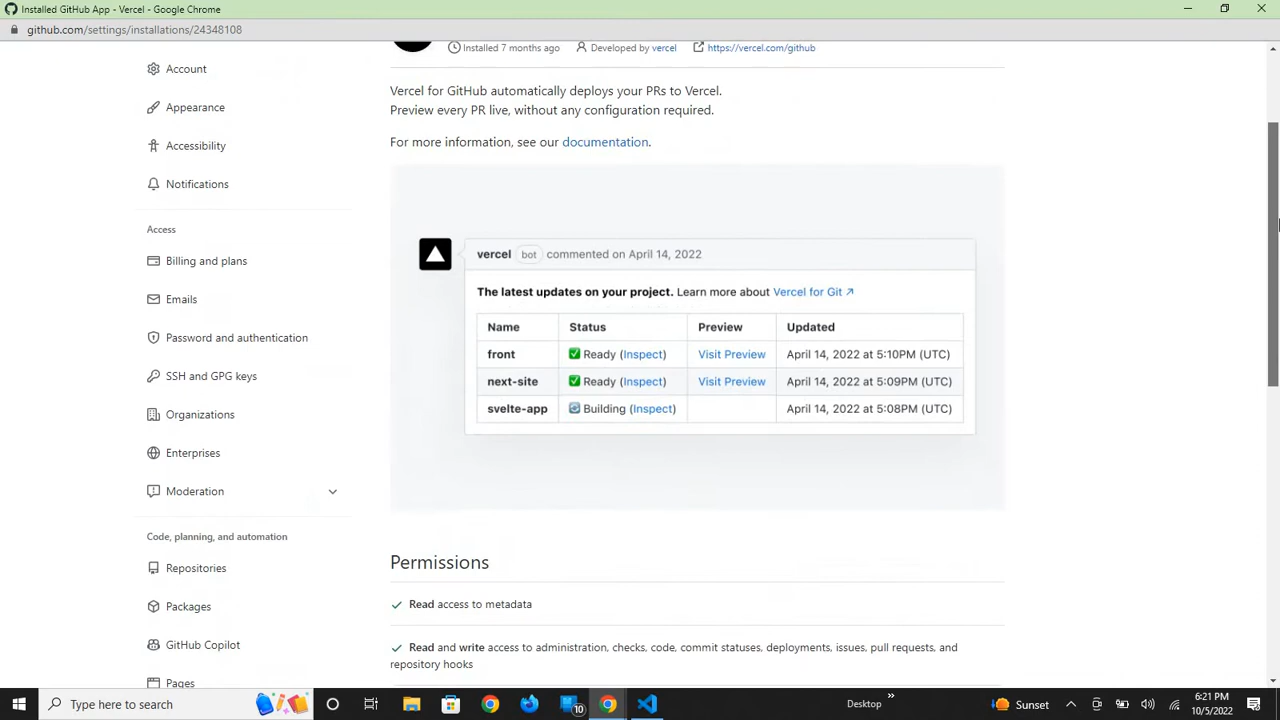 Installed GitHub App - Vercel - Google Chrome
github.com/settings/installations/24348108
Installed 7 months ago Developed by vercel https://vercel.com/github
Account
Appearance
Accessibility
Notifications
Access
Billing and plans
Emails
Password and authentication
SSH and GPG keys
Organizations
Enterprises
Moderation
Code, planning, and automation
Repositories
Packages
GitHub Copilot
Pages
Vercel for GitHub automatically deploys your PRs to Vercel.
Preview every PR live, without any configuration required.
For more information, see our documentation.
vercel bot commented on April 14, 2022
The latest updates on your project. Learn more about Vercel for Git ↗
Name Status Preview Updated
front ✅ Ready (Inspect) Visit Preview April 14, 2022 at 5:10PM (UTC)
next-site ✅ Ready (Inspect) Visit Preview April 14, 2022 at 5:09PM (UTC)
svelte-app Building (Inspect) April 14, 2022 at 5:08PM (UTC)
Permissions
Read access to metadata
Read and write access to administration, checks, code, commit statuses, deployments, issues, pull requests, and
repository hooks
Type here to search
10
Desktop
Sunset
6:21 PM
10/5/2022